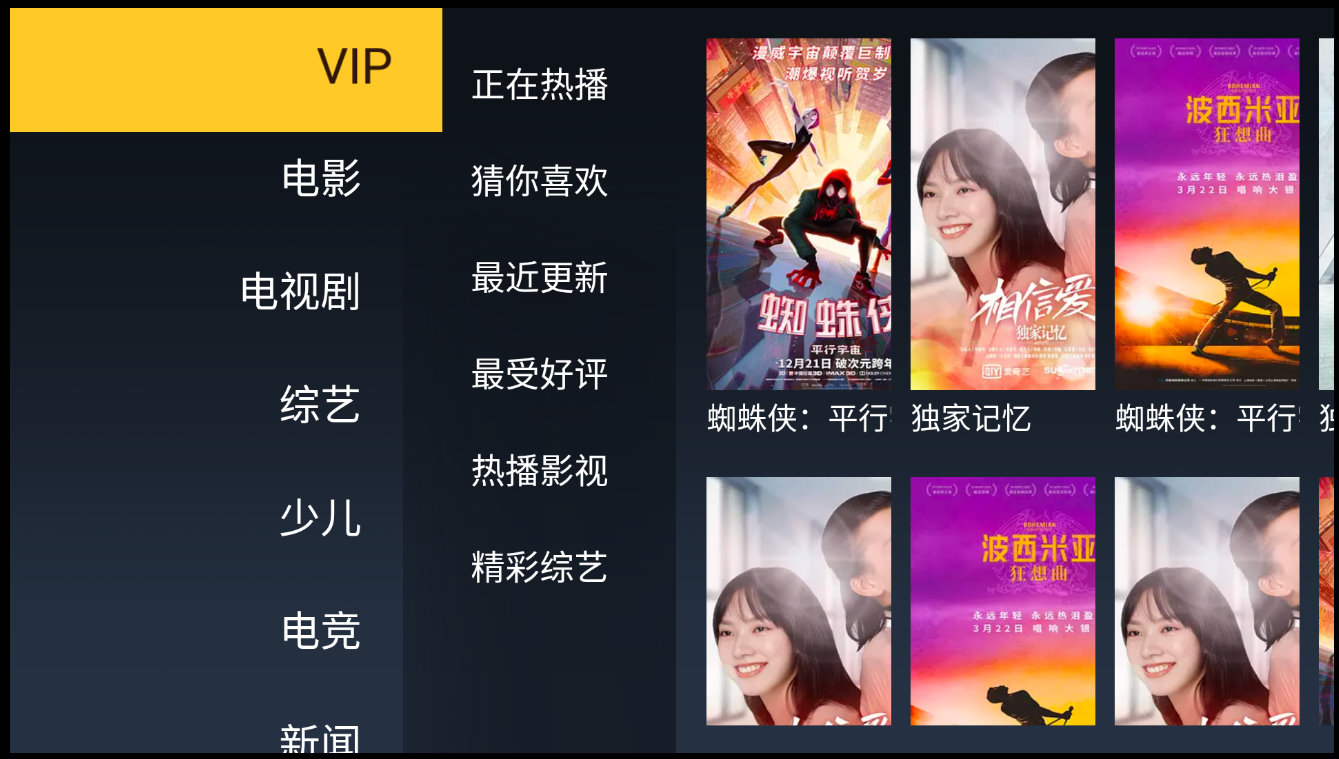 VIP
电影
电视剧
综艺
少儿
电竞
新闻
正在热播
猜你喜欢
最近更新
最受好评
热播影视
精彩综艺
漫威宇宙颠覆巨制
潮爆视听贺岁
蜘蛛侠
平行宇宙
12月21日 破次元跨年
IMAX 3D
蜘蛛侠：平行
相信爱
独家记忆
QIY 爱奇艺
独家记忆
BOHEMIAN
波西米亚
狂想曲
永远年轻 永远热泪盈
3月22日 唱响大银
蜘蛛侠：平行
独
BOHEMIAN
波西米亚
狂想曲
永远年轻 永远热泪盈
3月22日 唱响大银